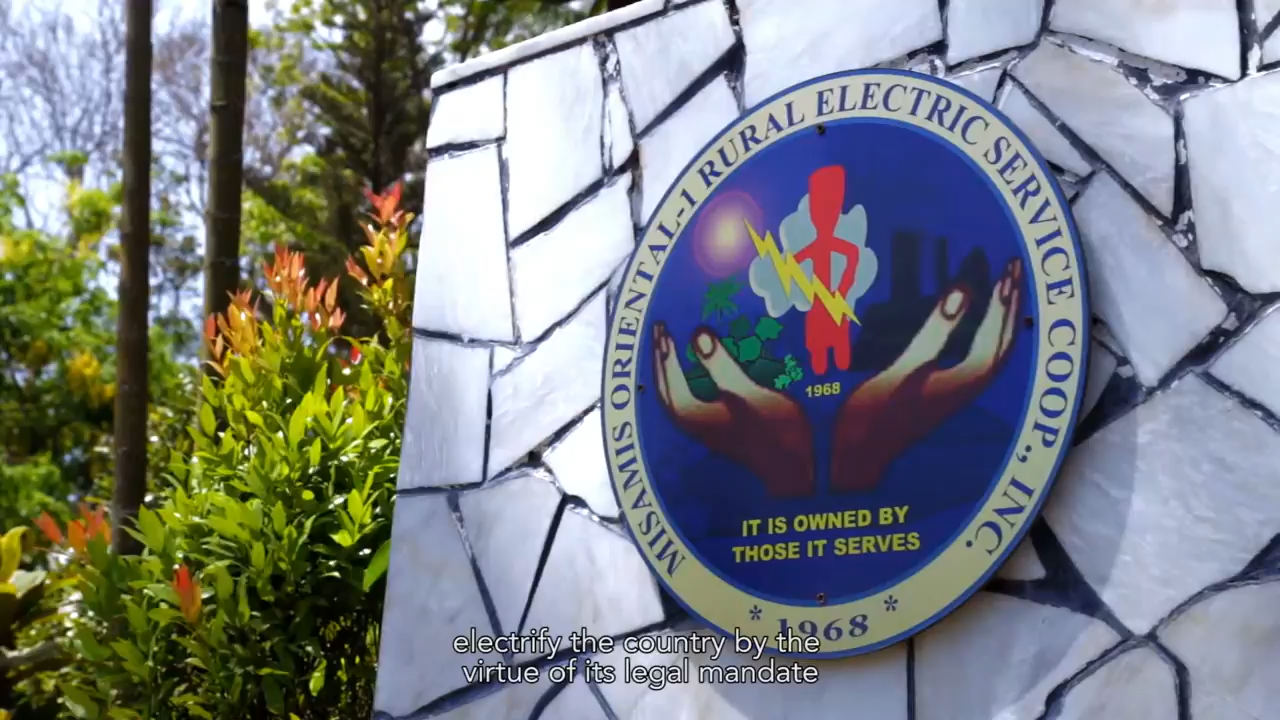 MISAMIS ORIENTAL-1 RURAL ELECTRIC SERVICE COOP., INC.
1968
IT IS OWNED BY
THOSE IT SERVES
* 1968 *
electrify the country by the
virtue of its legal mandate